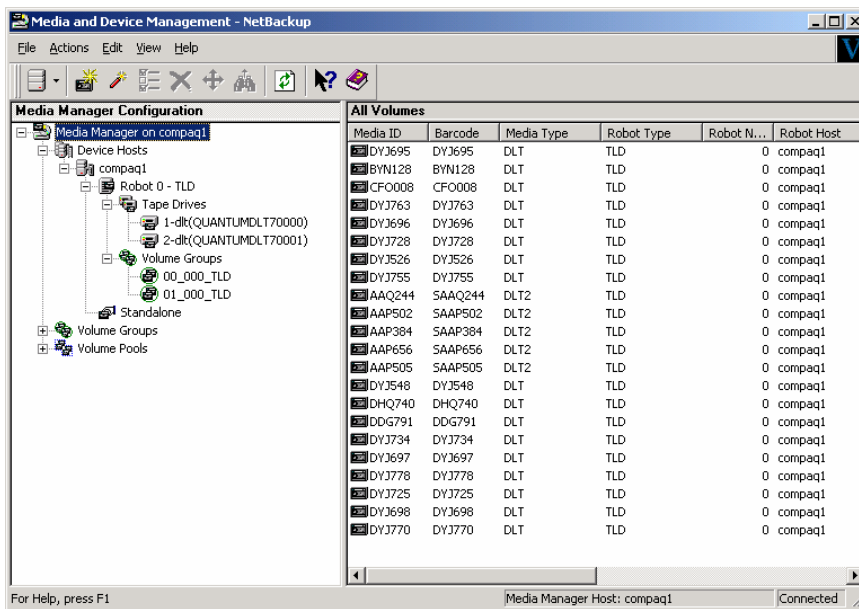 Media and Device Management - NetBackup
File Actions Edit View Help
V
Media Manager Configuration
Media Manager on compaq1
Device Hosts
compaq1
Robot 0 - TLD
Tape Drives
1-dlt(QUANTUMDLT70000)
2-dlt(QUANTUMDLT70001)
Volume Groups
00_000_TLD
01_000_TLD
Standalone
Volume Groups
Volume Pools
All Volumes
Media ID Barcode Media Type Robot Type Robot N... Robot Host
DYJ695 DYJ695 DLT TLD 0 compaq1
BYN128 BYN128 DLT TLD 0 compaq1
CFO008 CFO008 DLT TLD 0 compaq1
DYJ763 DYJ763 DLT TLD 0 compaq1
DYJ696 DYJ696 DLT TLD 0 compaq1
DYJ728 DYJ728 DLT TLD 0 compaq1
DYJ526 DYJ526 DLT TLD 0 compaq1
DYJ755 DYJ755 DLT TLD 0 compaq1
AAQ244 SAAQ244 DLT2 TLD 0 compaq1
AAP502 SAAP502 DLT2 TLD 0 compaq1
AAP384 SAAP384 DLT2 TLD 0 compaq1
AAP656 SAAP656 DLT2 TLD 0 compaq1
AAP505 SAAP505 DLT2 TLD 0 compaq1
DYJ548 DYJ548 DLT TLD 0 compaq1
DHQ740 DHQ740 DLT TLD 0 compaq1
DDG791 DDG791 DLT TLD 0 compaq1
DYJ734 DYJ734 DLT TLD 0 compaq1
DYJ697 DYJ697 DLT TLD 0 compaq1
DYJ778 DYJ778 DLT TLD 0 compaq1
DYJ725 DYJ725 DLT TLD 0 compaq1
DYJ698 DYJ698 DLT TLD 0 compaq1
DYJ770 DYJ770 DLT TLD 0 compaq1
For Help, press F1 Media Manager Host: compaq1 Connected